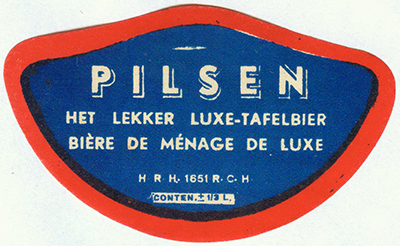 PILSEN
HET LEKKER LUXE-TAFELBIER
BIÈRE DE MÉNAGE DE LUXE
H R H. 1651 R. C. H
CONTEN. ± 1/3 L.